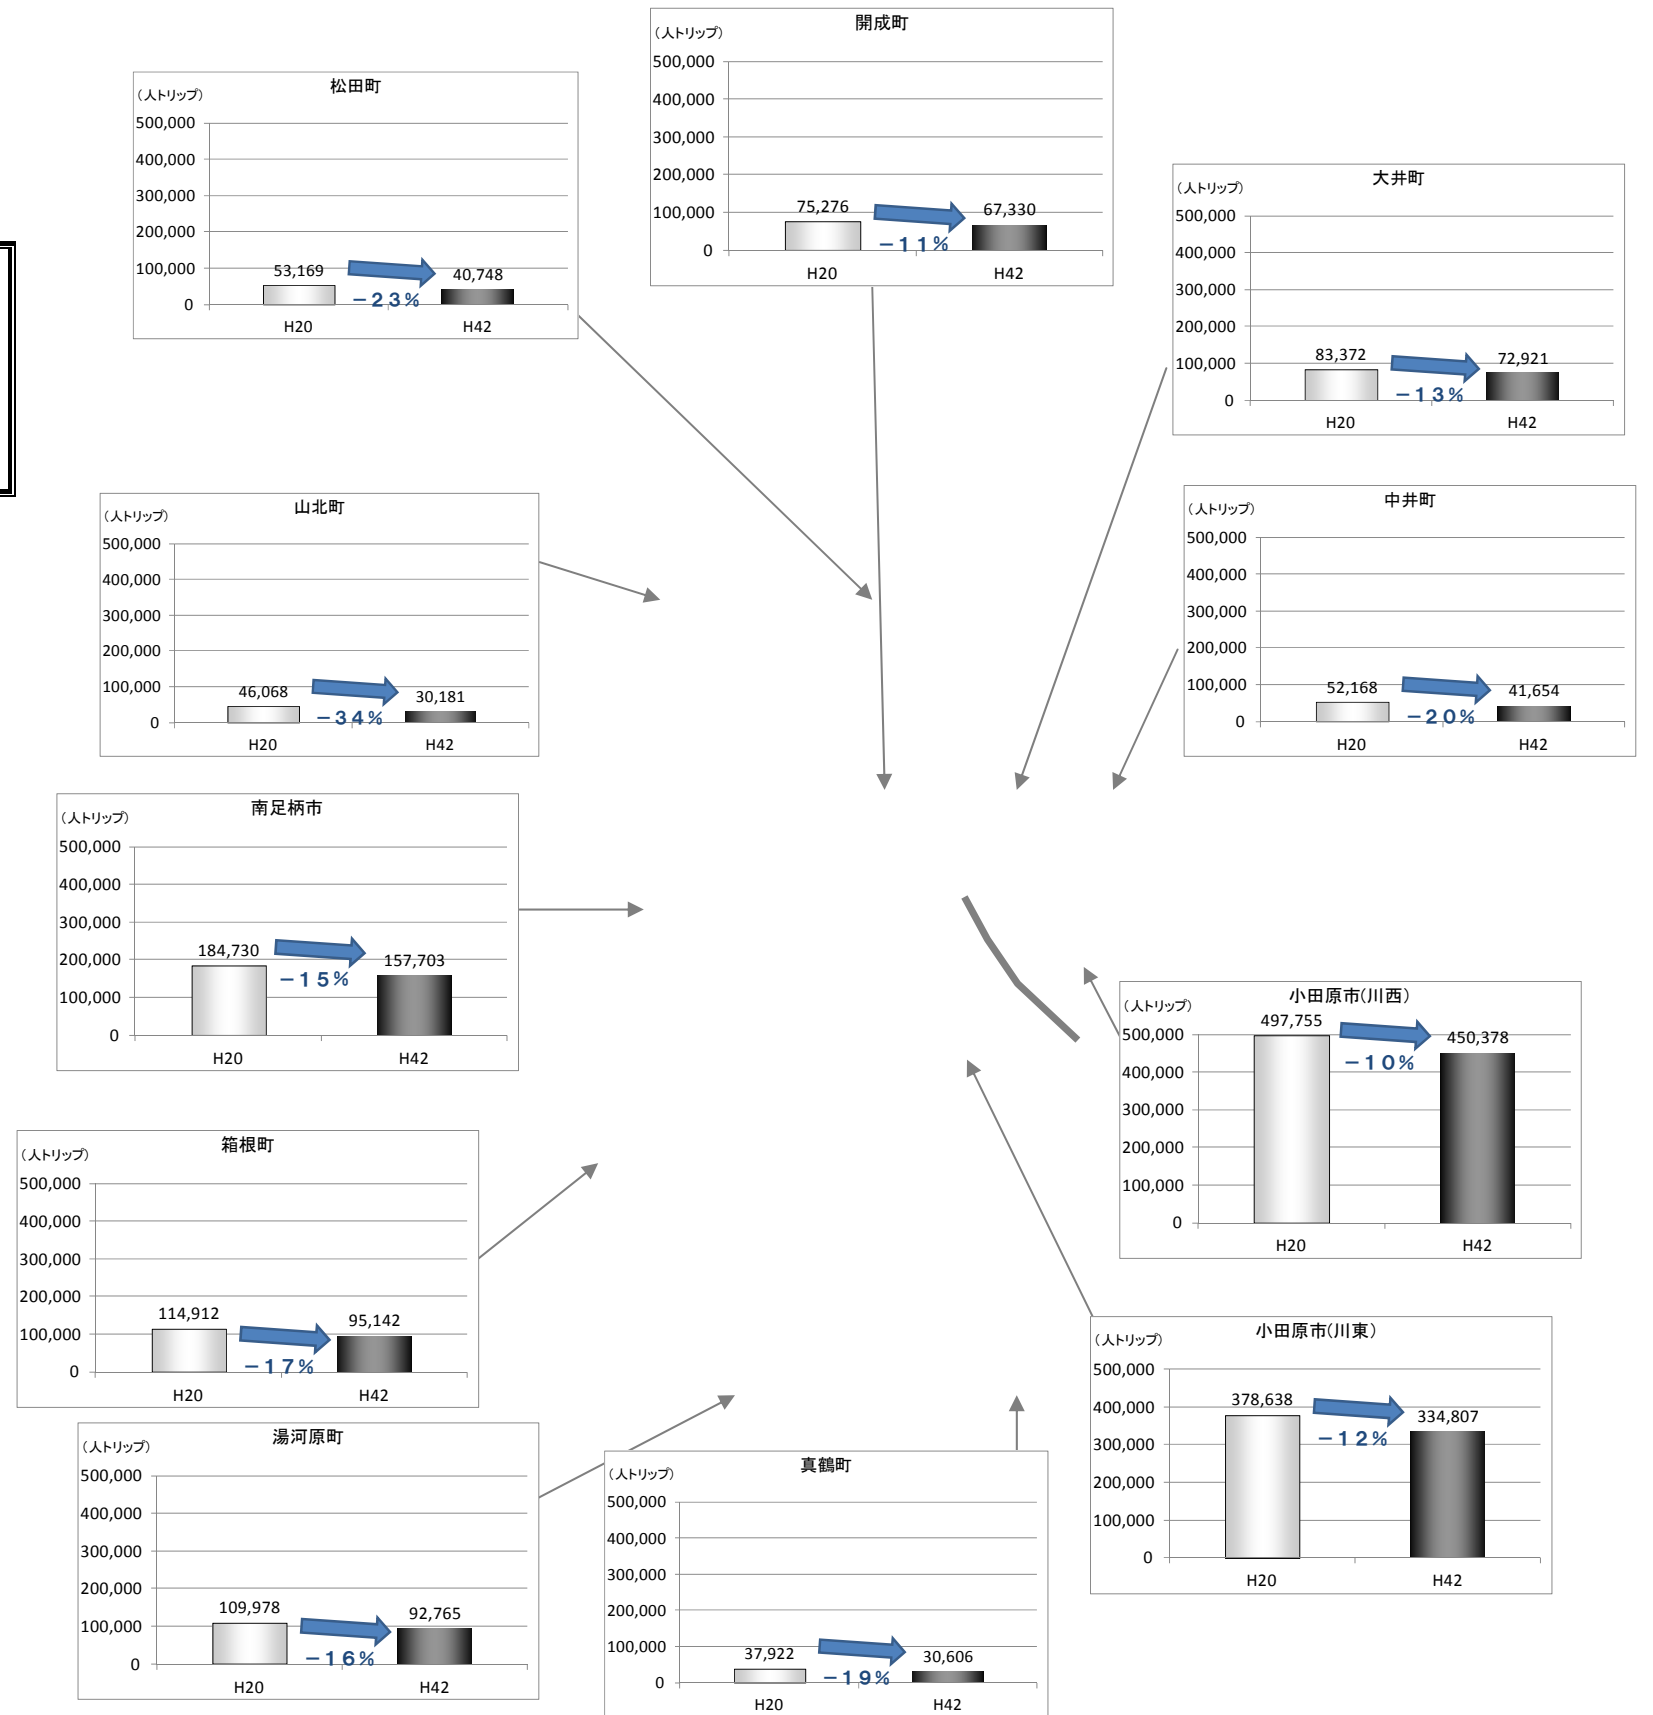 開成町
（人トリップ）
500,000
400,000
300,000
200,000
100,000
0
75,276
67,330
－11%
H20
H42
松田町
（人トリップ）
500,000
400,000
300,000
200,000
100,000
0
53,169
40,748
－23%
H20
H42
大井町
（人トリップ）
500,000
400,000
300,000
200,000
100,000
0
83,372
72,921
－13%
H20
H42
山北町
（人トリップ）
500,000
400,000
300,000
200,000
100,000
0
46,068
30,181
－34%
H20
H42
中井町
（人トリップ）
500,000
400,000
300,000
200,000
100,000
0
52,168
41,654
－20%
H20
H42
南足柄市
（人トリップ）
500,000
400,000
300,000
200,000
100,000
0
184,730
157,703
－15%
H20
H42
小田原市(川西）
（人トリップ）
500,000
400,000
300,000
200,000
100,000
0
497,755
450,378
－10%
H20
H42
箱根町
（人トリップ）
500,000
400,000
300,000
200,000
100,000
0
114,912
95,142
－17%
H20
H42
小田原市(川東）
（人トリップ）
500,000
400,000
300,000
200,000
100,000
0
378,638
334,807
－12%
H20
H42
湯河原町
（人トリップ）
500,000
400,000
300,000
200,000
100,000
0
109,978
92,765
－16%
H20
H42
真鶴町
（人トリップ）
500,000
400,000
300,000
200,000
100,000
0
37,922
30,606
－19%
H20
H42